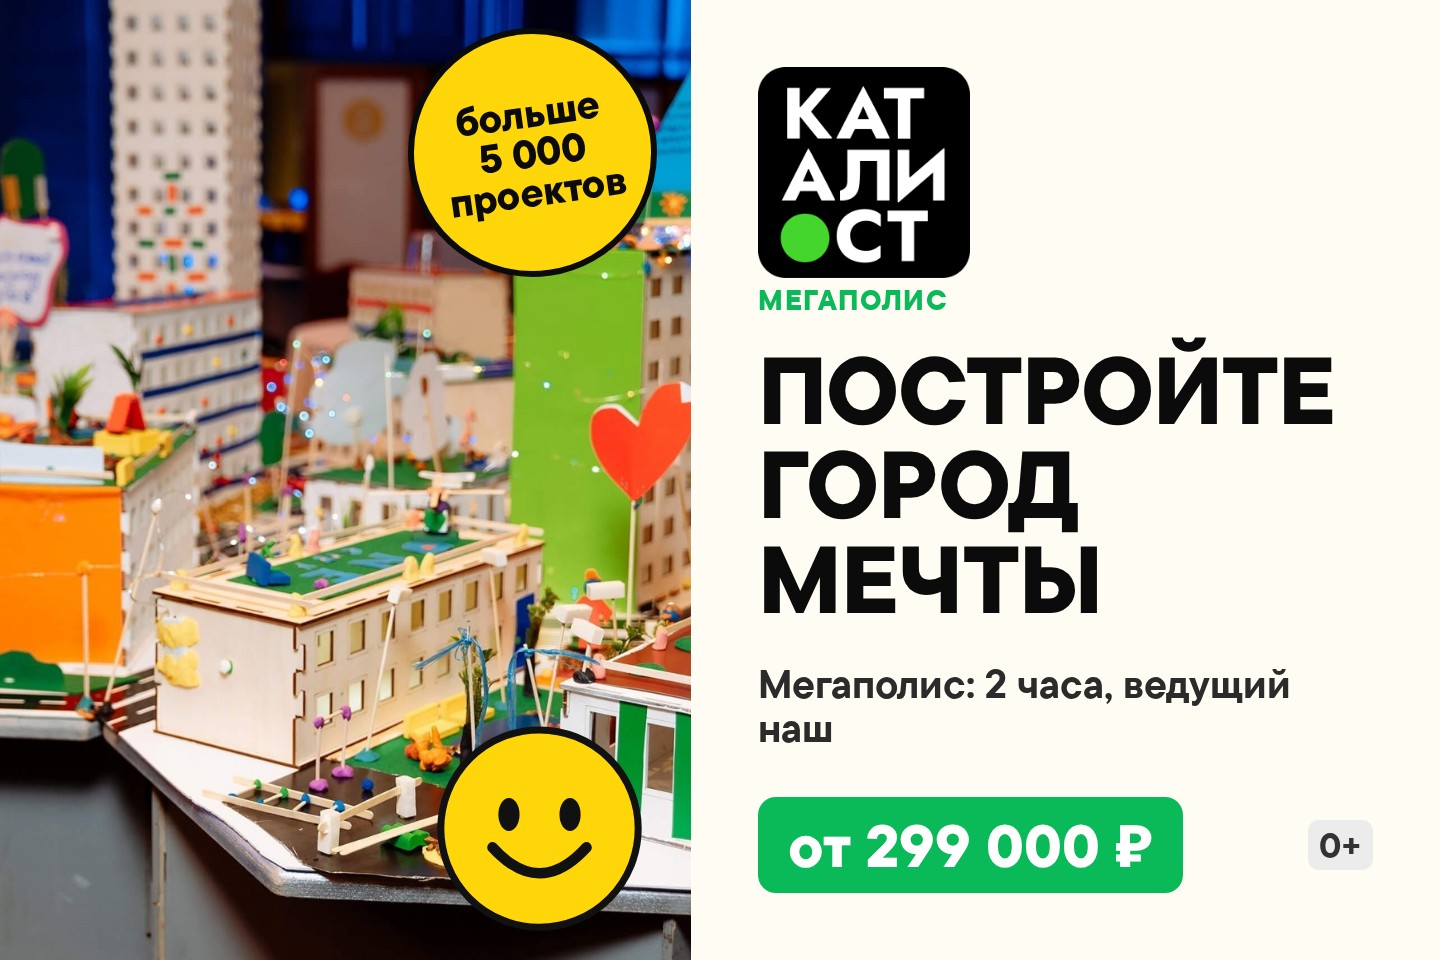 больше
5 000
проектов
КАТ
АЛИ
СТ
МЕГАПОЛИС
ПОСТРОЙТЕ
ГОРОД
МЕЧТЫ
Мегаполис: 2 часа, ведущий
наш
от 299 000 ₽
0+